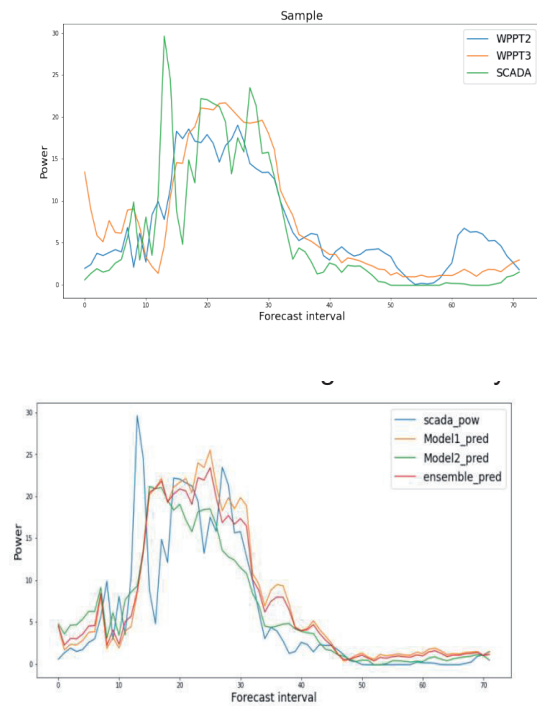 Sample
WPPT2
WPPT3
SCADA
Power
30
25
20
15
10
5
0
0 10 20 30 40 50 60 70
Forecast interval
scada_pow
Model1_pred
Model2_pred
ensemble_pred
Power
30
25
20
15
10
5
0
0 10 20 30 40 50 60 70
Forecast interval